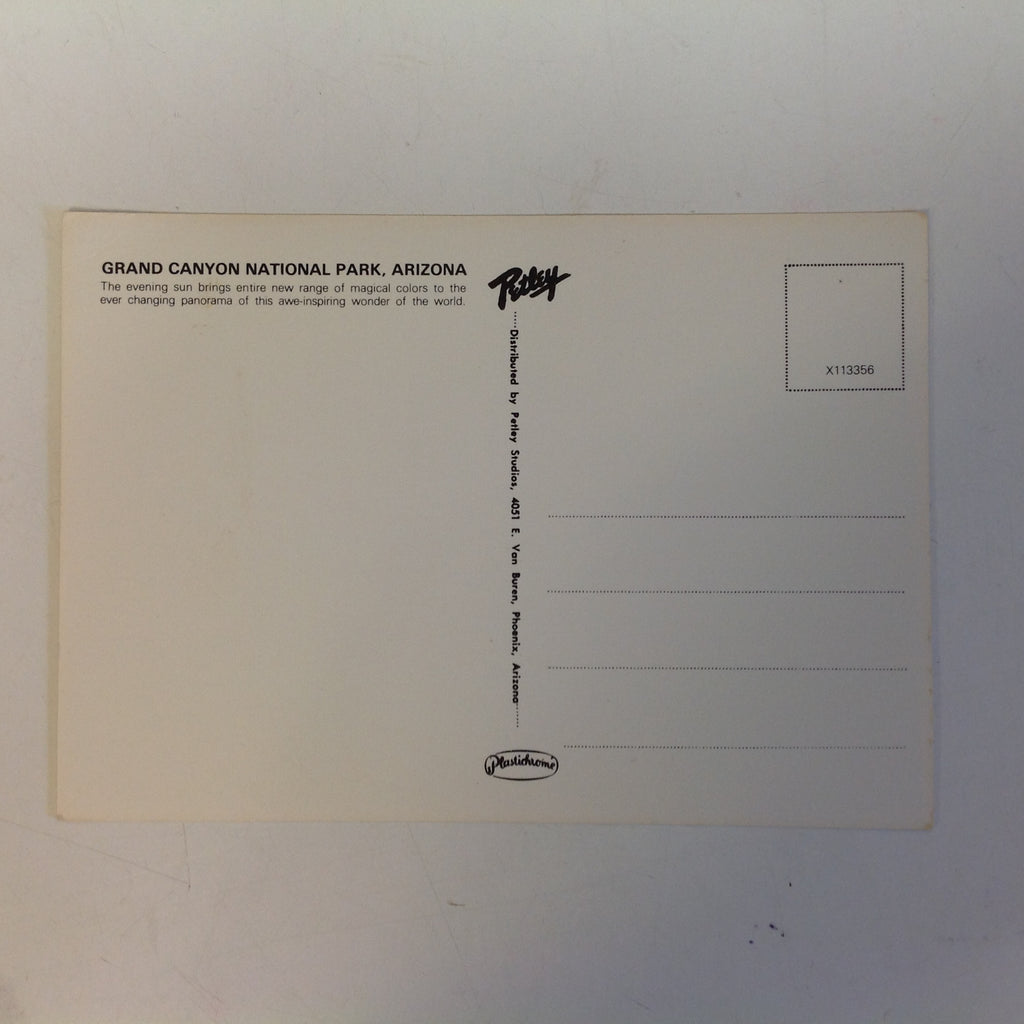 GRAND CANYON NATIONAL PARK, ARIZONA
The evening sun brings entire new range of magical colors to the
ever changing panorama of this awe-inspiring wonder of the world.
Petley
Distributed by Petley Studios, 4051 E. Van Buren, Phoenix, Arizona
Plastichrome
X113356